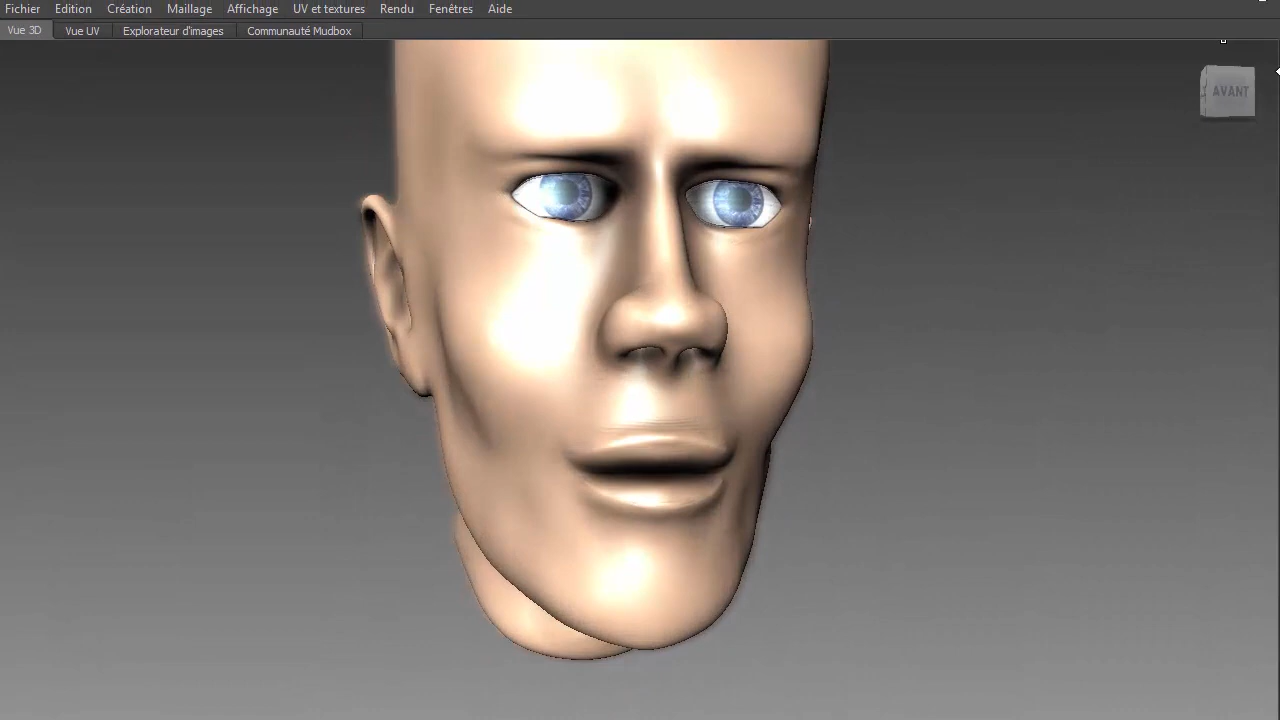 Fichier Edition Création Maillage Affichage UV et textures Rendu Fenêtres Aide
Vue 3D Vue UV Explorateur d'images Communauté Mudbox
AVANT